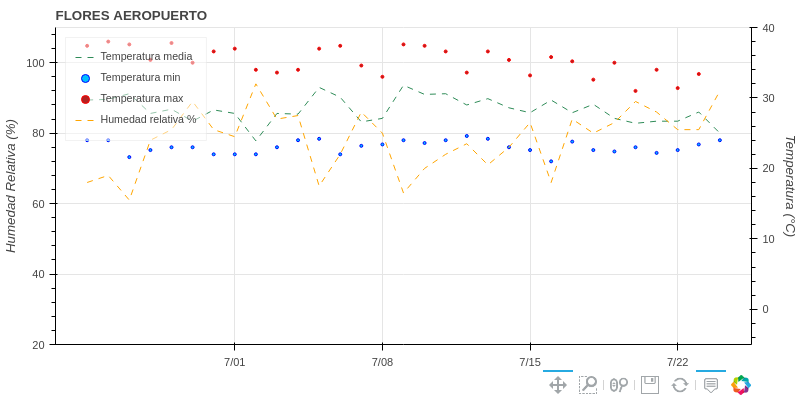 FLORES AEROPUERTO
Temperatura media
Temperatura min
Temperatura max
Humedad relativa %
Humedad Relativa (%)
100
80
60
40
20
Temperatura (°C)
40
30
20
10
0
7/01
7/08
7/15
7/22